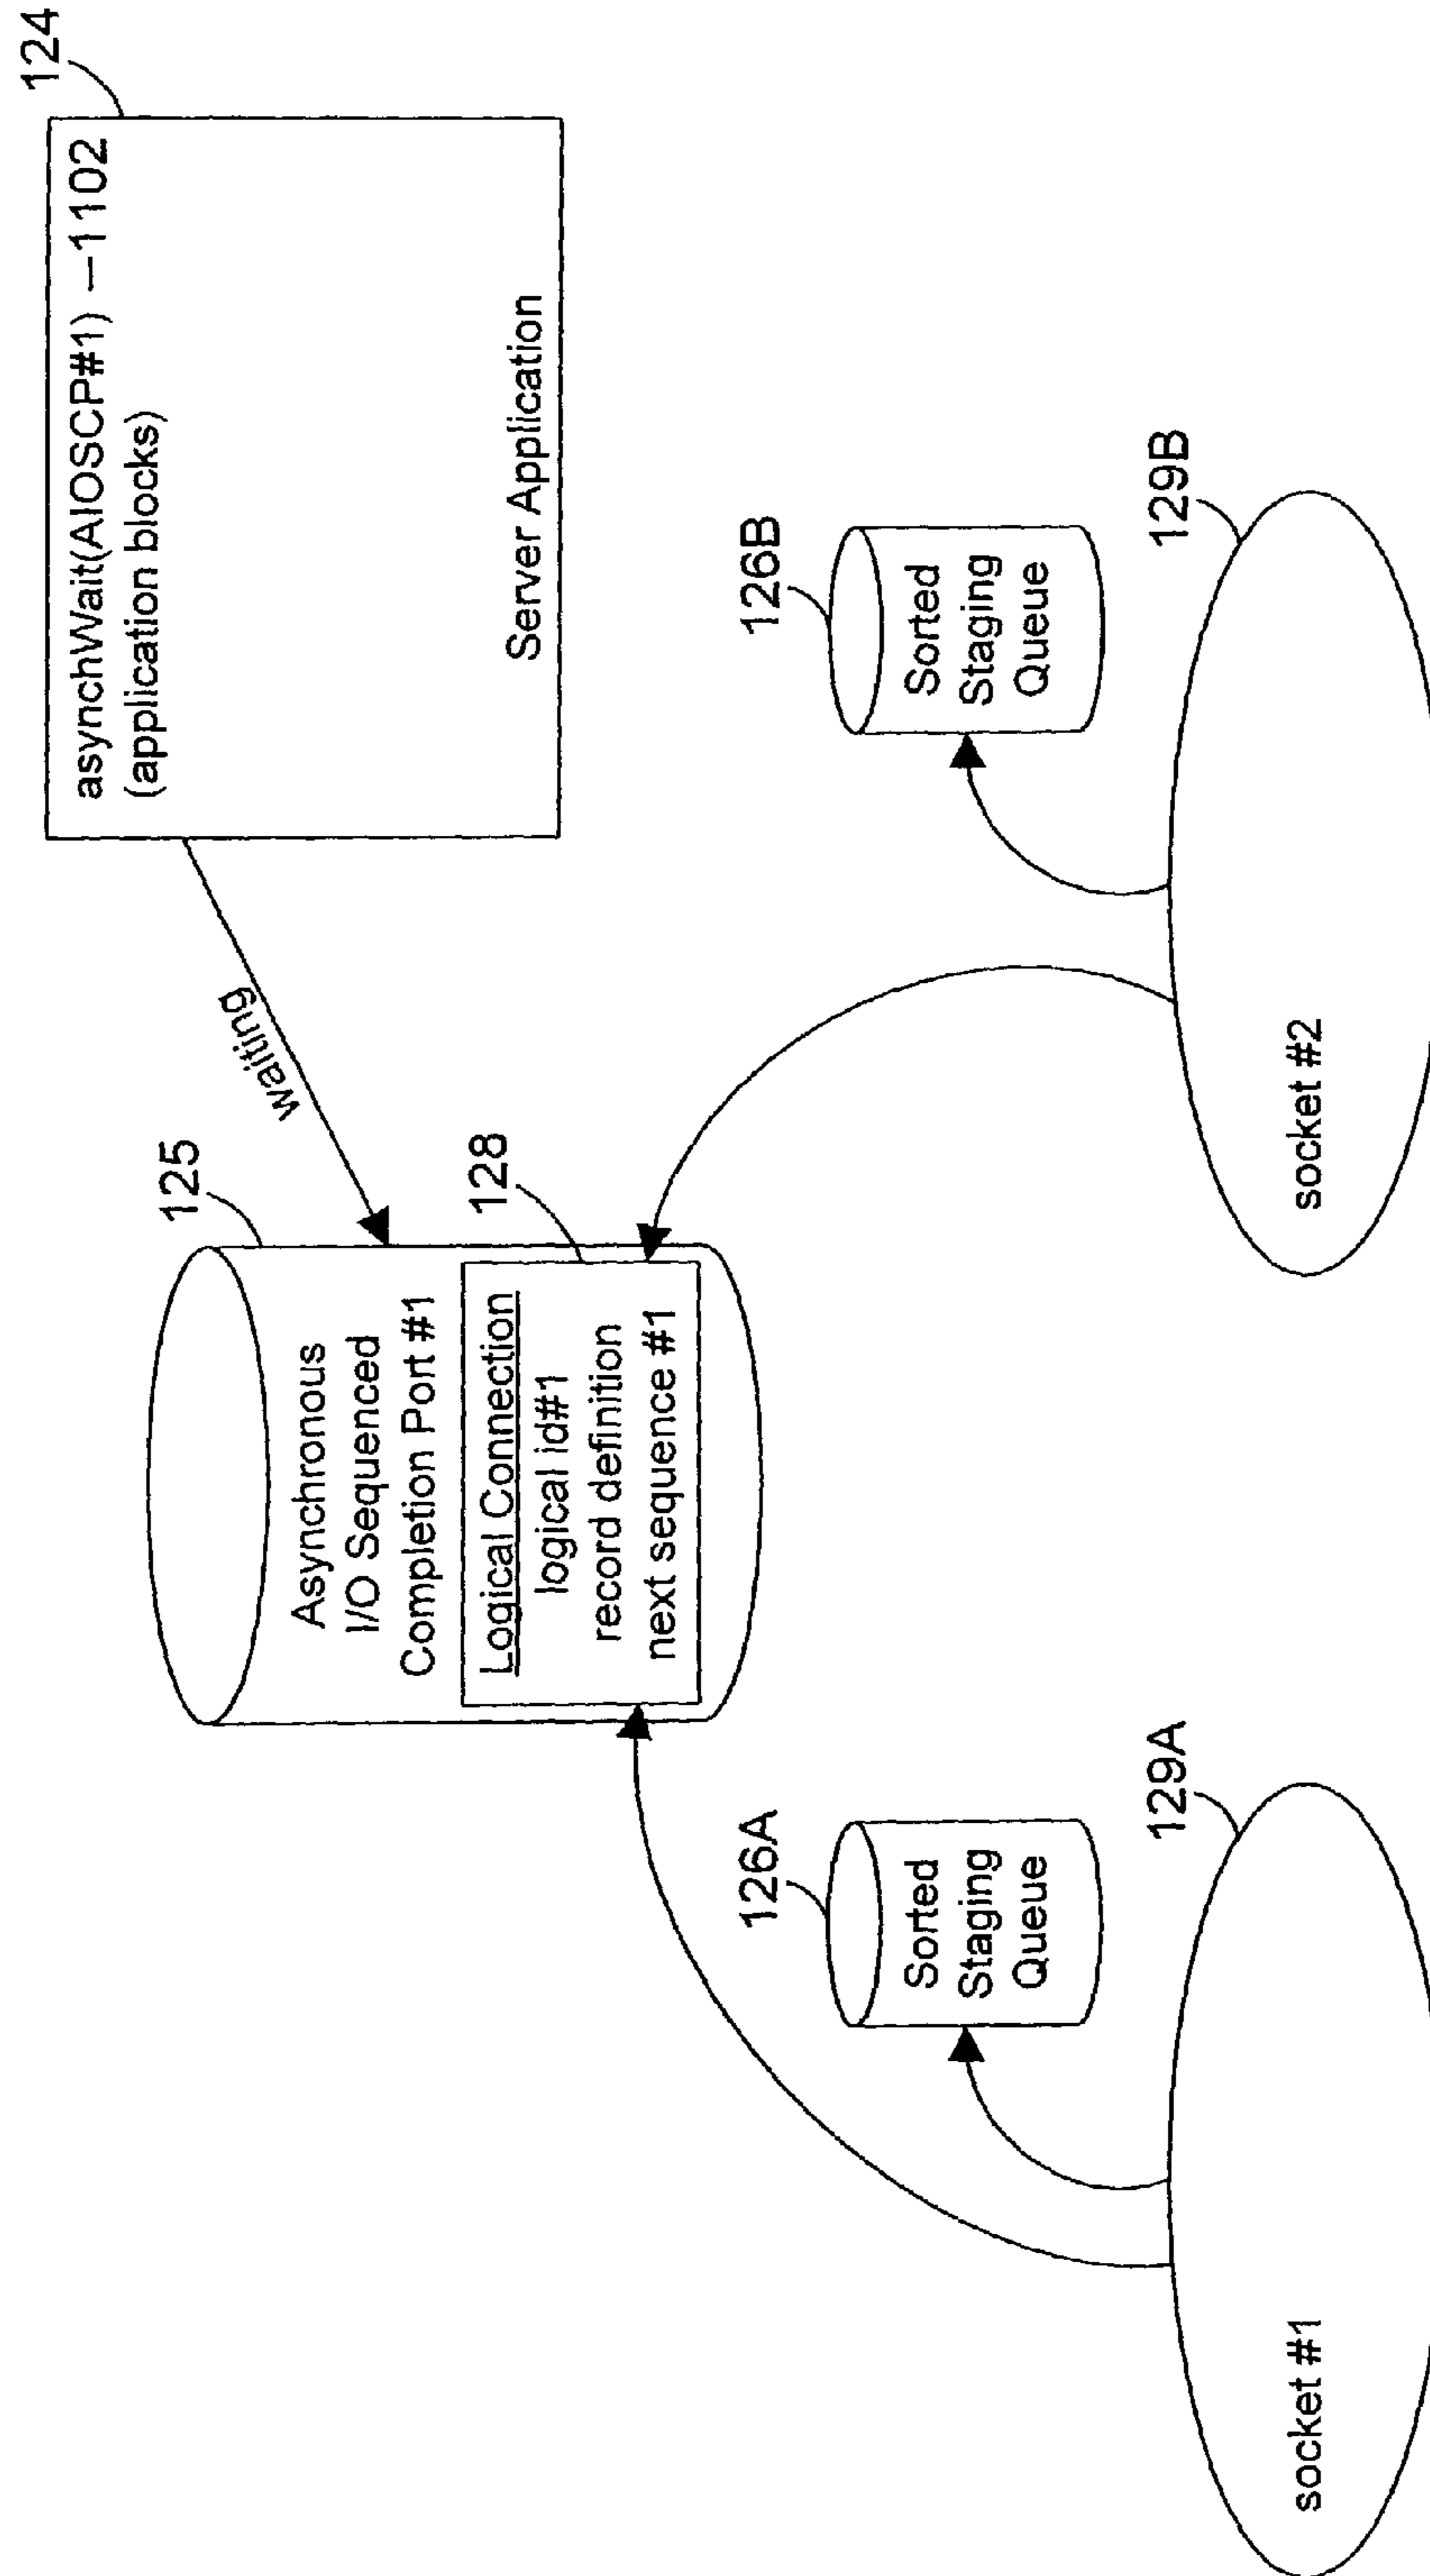 124
asynchWait(AIOSCP#1) —1102
(application blocks)
Server Application
waiting
125
Asynchronous
I/O Sequenced
Completion Port #1
128
Logical Connection
logical id#1
record definition
next sequence #1
126A
Sorted
Staging
Queue
129A
socket #1
126B
Sorted
Staging
Queue
129B
socket #2